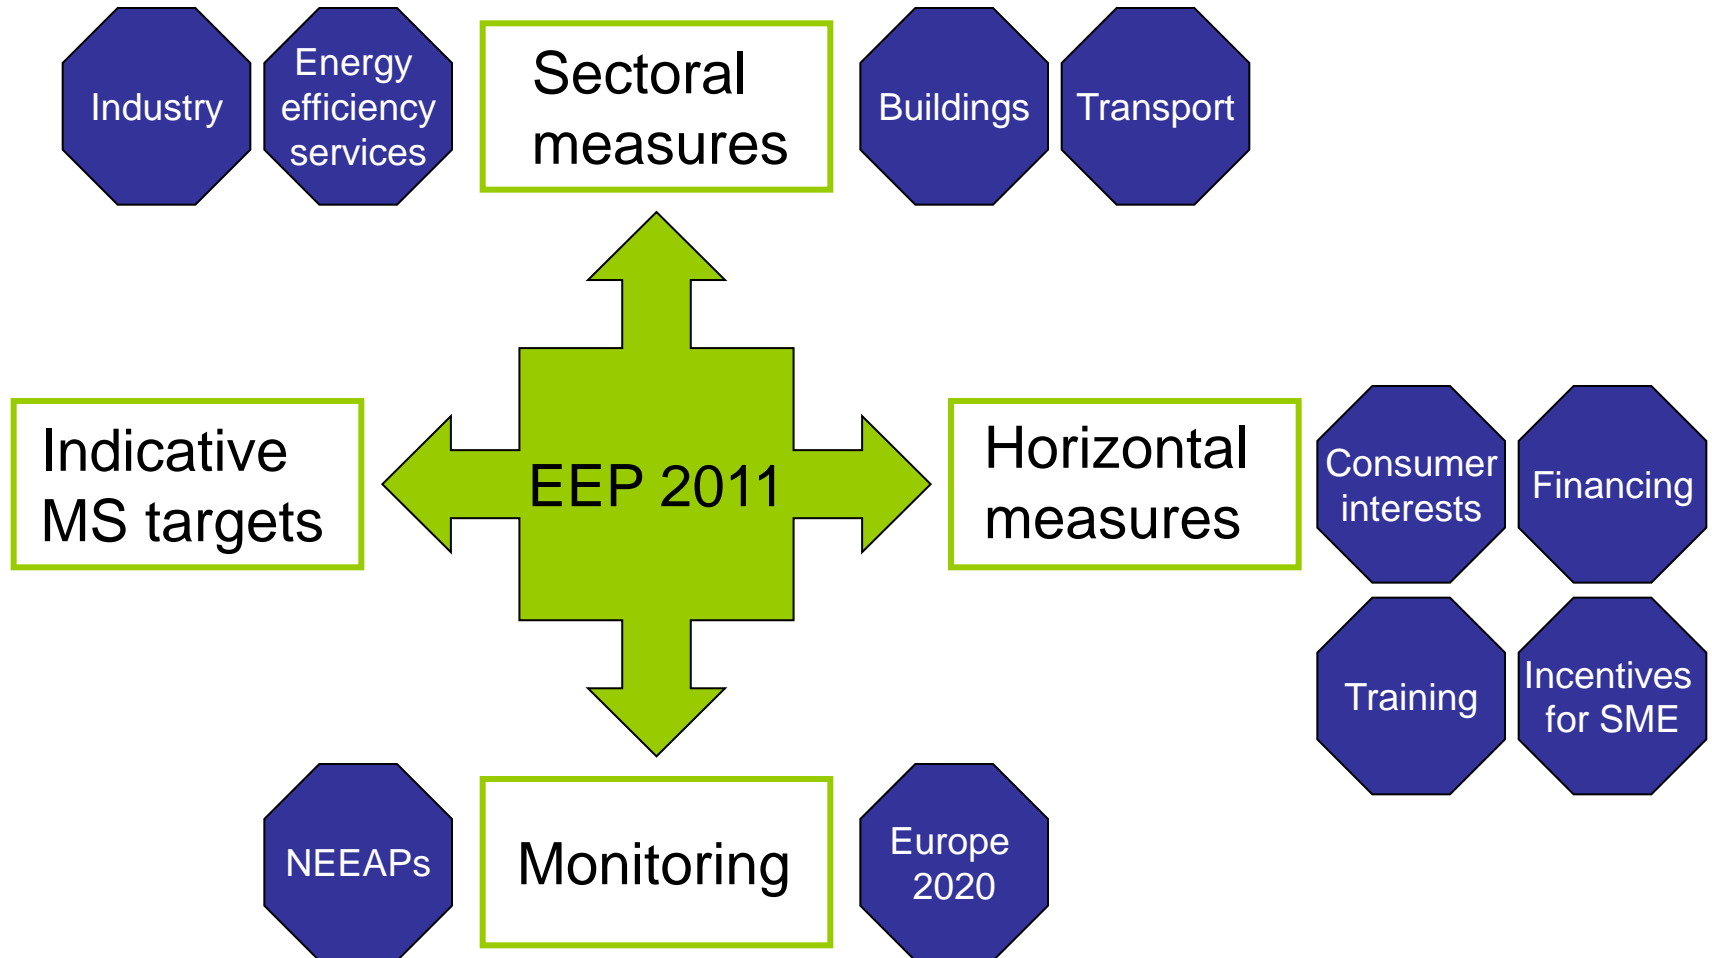 Industry
Energy
efficiency
services
Sectoral
measures
Buildings
Transport
Indicative
MS targets
EEP 2011
Horizontal
measures
Consumer
interests
Financing
Training
Incentives
for SME
NEEAPs
Monitoring
Europe
2020